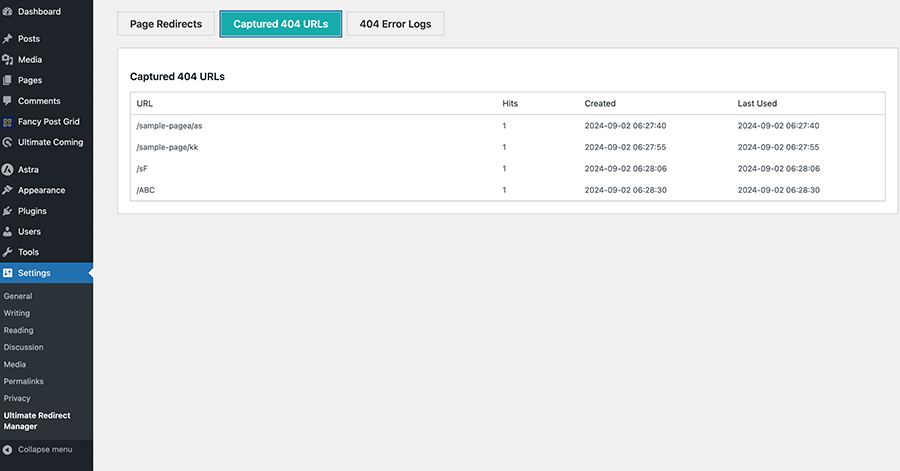 Dashboard
Posts
Media
Pages
Comments
Fancy Post Grid
Ultimate Coming
Astra
Appearance
Plugins
Users
Tools
Settings
General
Writing
Reading
Discussion
Media
Permalinks
Privacy
Ultimate Redirect
Manager
Collapse menu
Page Redirects Captured 404 URLs 404 Error Logs
Captured 404 URLs
URL Hits Created Last Used
/sample-pagea/as 1 2024-09-02 06:27:40 2024-09-02 06:27:40
/sample-page/kk 1 2024-09-02 06:27:55 2024-09-02 06:27:55
/sF 1 2024-09-02 06:28:06 2024-09-02 06:28:06
/ABC 1 2024-09-02 06:28:30 2024-09-02 06:28:30